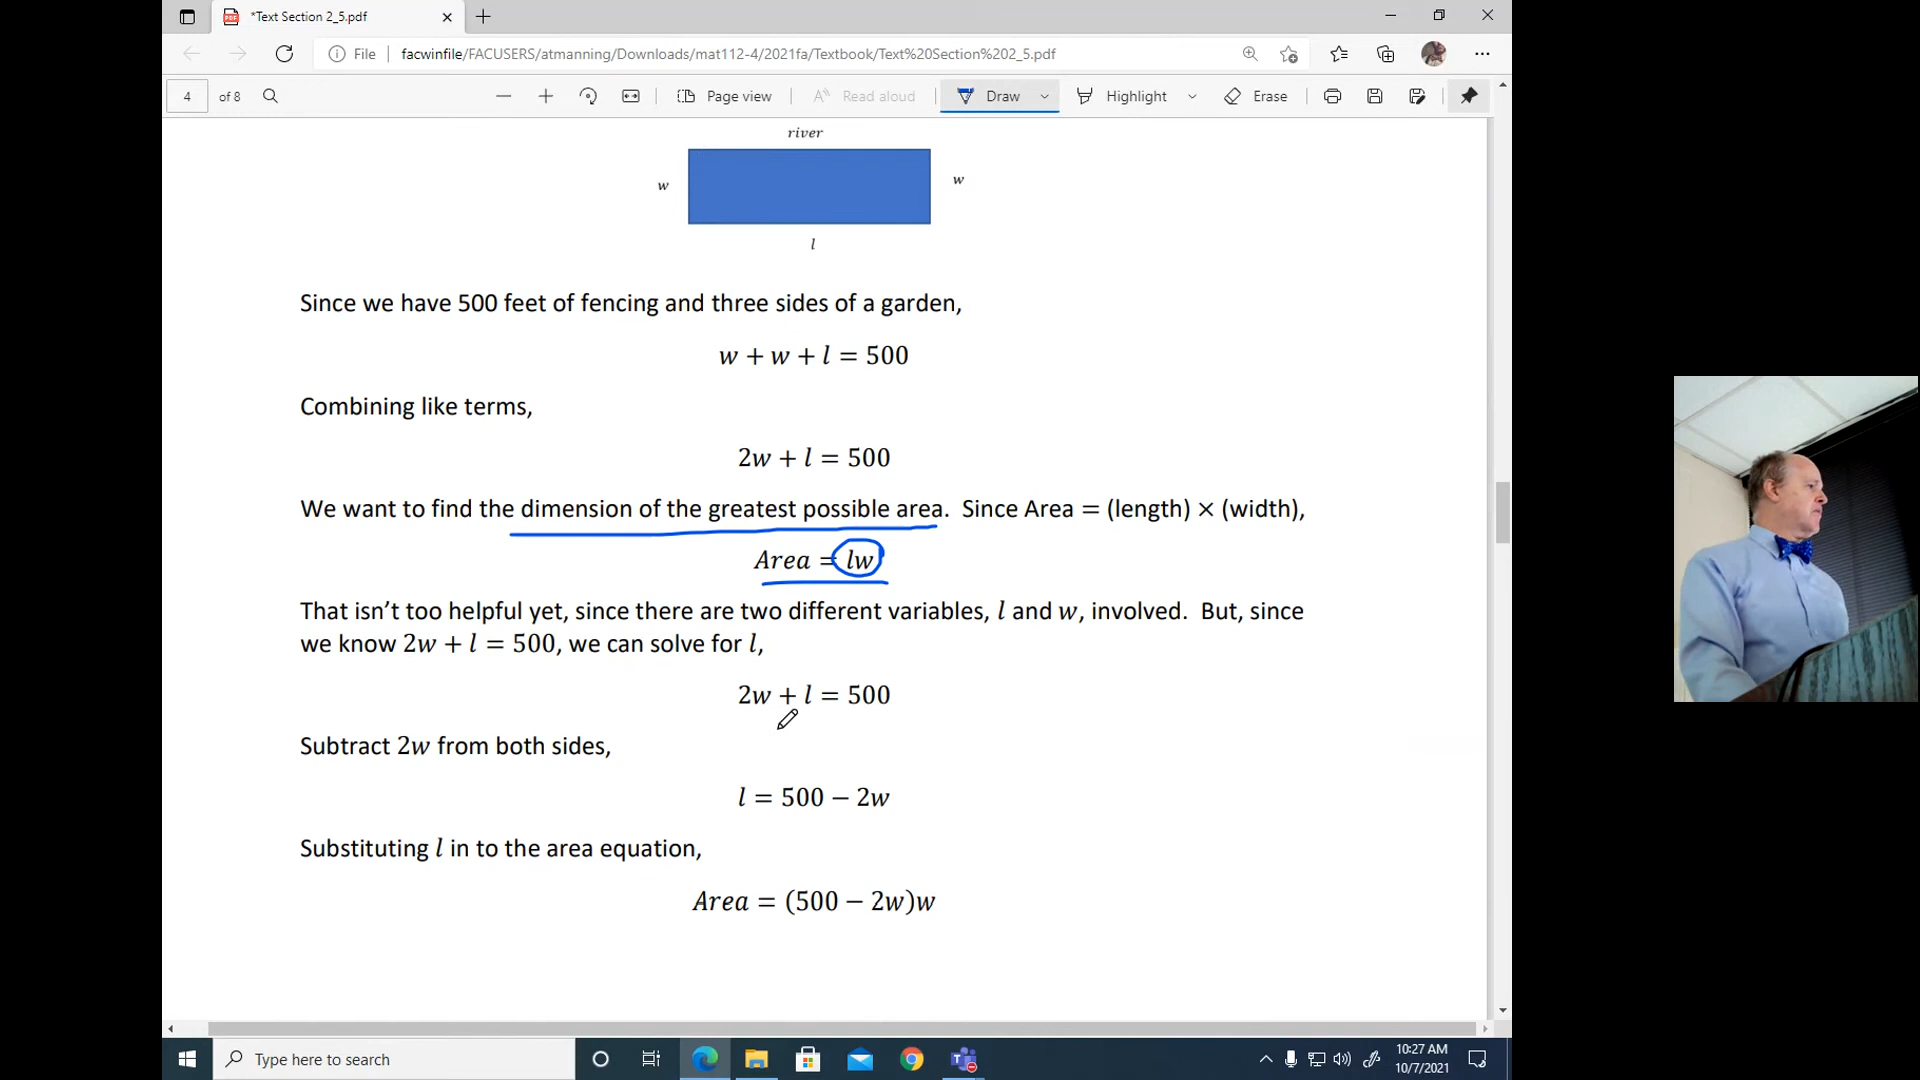 *Text Section 2_5.pdf
File facwinfile/FACUSERS/atmanning/Downloads/mat112-4/2021fa/Textbook/Text%20Section%202_5.pdf
4 of 8 Page view Read aloud Draw Highlight Erase
river
w w
l
Since we have 500 feet of fencing and three sides of a garden,
w + w + l = 500
Combining like terms,
2w + l = 500
We want to find the dimension of the greatest possible area. Since Area = (length) × (width),
Area = lw
That isn’t too helpful yet, since there are two different variables, l and w, involved. But, since
we know 2w + l = 500, we can solve for l,
2w + l = 500
Subtract 2w from both sides,
l = 500 − 2w
Substituting l in to the area equation,
Area = (500 − 2w)w
Type here to search
10:27 AM
10/7/2021